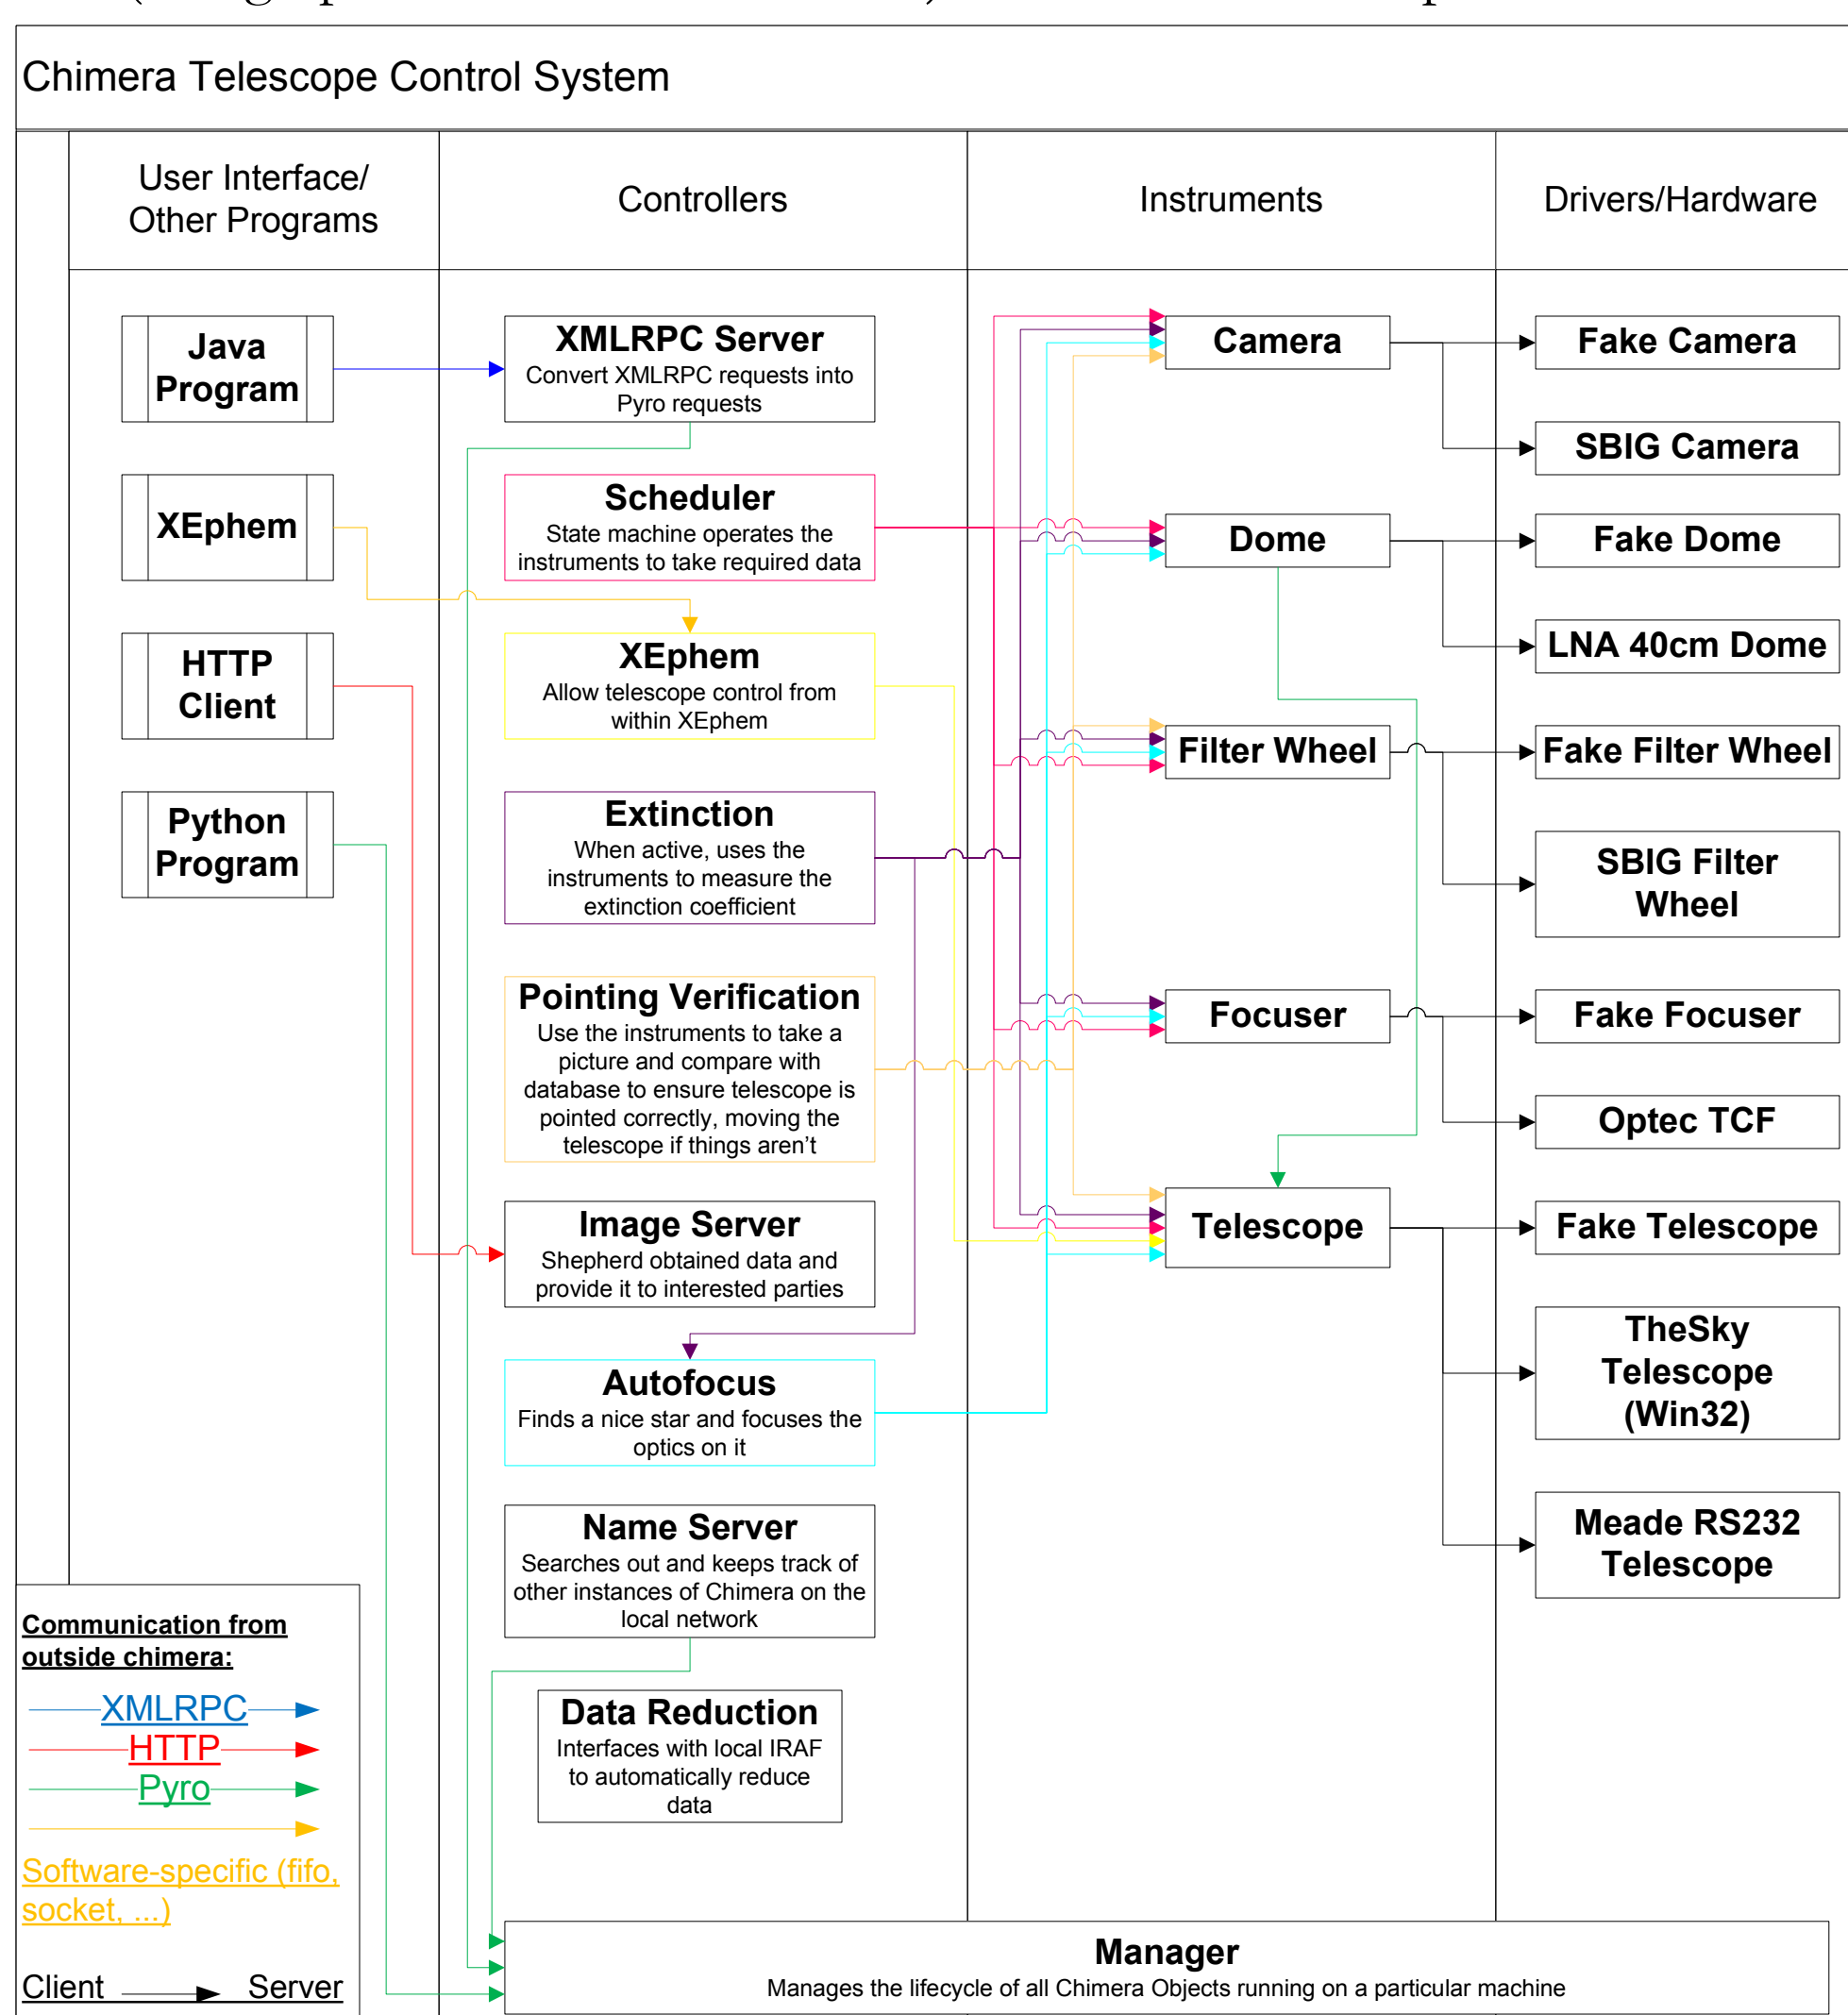 Chimera Telescope Control System
User Interface/
Other Programs
Controllers
Instruments
Drivers/Hardware
Java
Program
XEphem
HTTP
Client
Python
Program
XMLRPC Server
Convert XMLRPC requests into
Pyro requests
Scheduler
State machine operates the
instruments to take required data
XEphem
Allow telescope control from
within XEphem
Extinction
When active, uses the
instruments to measure the
extinction coefficient
Pointing Verification
Use the instruments to take a
picture and compare with
database to ensure telescope is
pointed correctly, moving the
telescope if things aren't
Image Server
Shepherd obtained data and
provide it to interested parties
Autofocus
Finds a nice star and focuses the
optics on it
Name Server
Searches out and keeps track of
other instances of Chimera on the
local network
Data Reduction
Interfaces with local IRAF
to automatically reduce
data
Camera
Dome
Filter Wheel
Focuser
Telescope
Fake Camera
SBIG Camera
Fake Dome
LNA 40cm Dome
Fake Filter Wheel
SBIG Filter
Wheel
Fake Focuser
Optec TCF
Fake Telescope
TheSky
Telescope
(Win32)
Meade RS232
Telescope
Manager
Manages the lifecycle of all Chimera Objects running on a particular machine
Communication from
outside chimera:
XMLRPC
HTTP
Pyro
Software-specific (fifo,
socket, ...)
Client Server